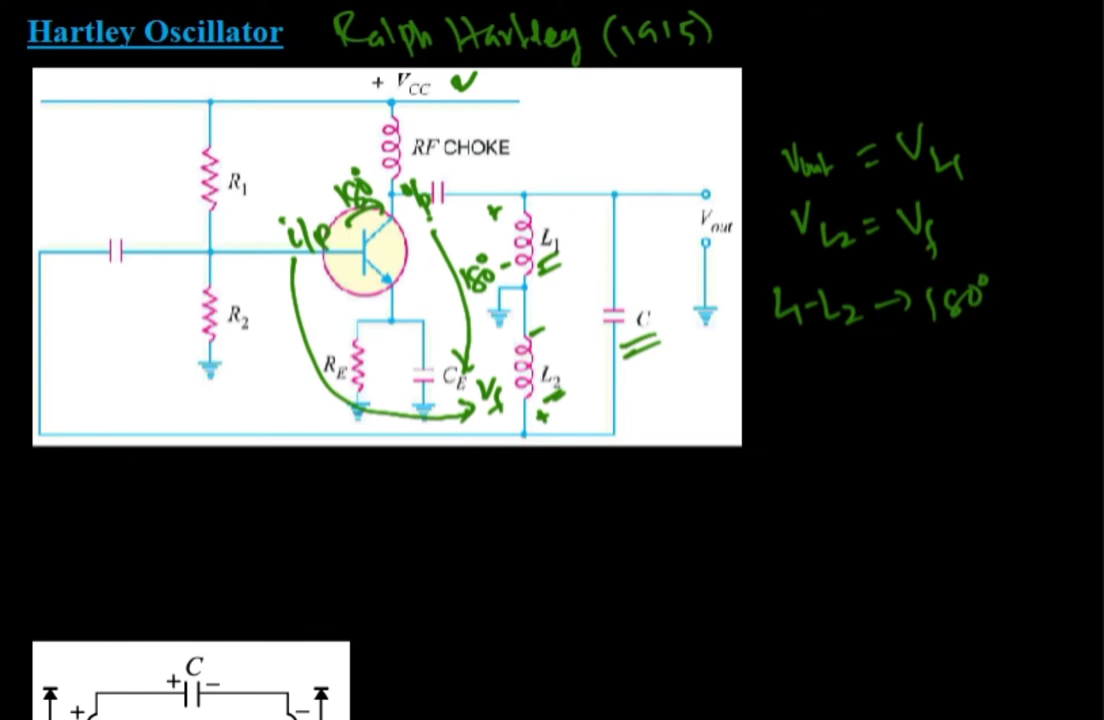 Hartley Oscillator Ralph Hartley (1915)
+ VCC ✓
RF CHOKE
R1
180°
o/p
i/p
Vout
L1
180°
+
-
R2
C
-
RE
CE
Vf
L2
+
Vout = VL1
VL2 = Vf
L1-L2 → 180°
C
+ -
+ -